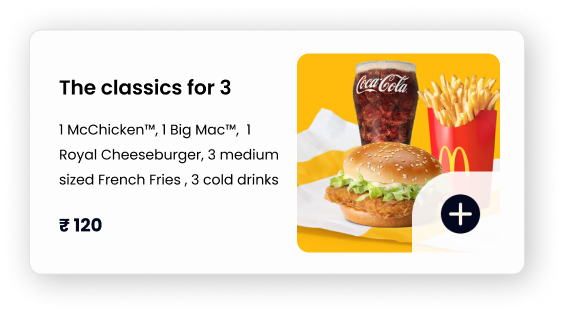 The classics for 3
1 McChicken™, 1 Big Mac™, 1
Royal Cheeseburger, 3 medium
sized French Fries , 3 cold drinks
₹ 120
Coca-Cola